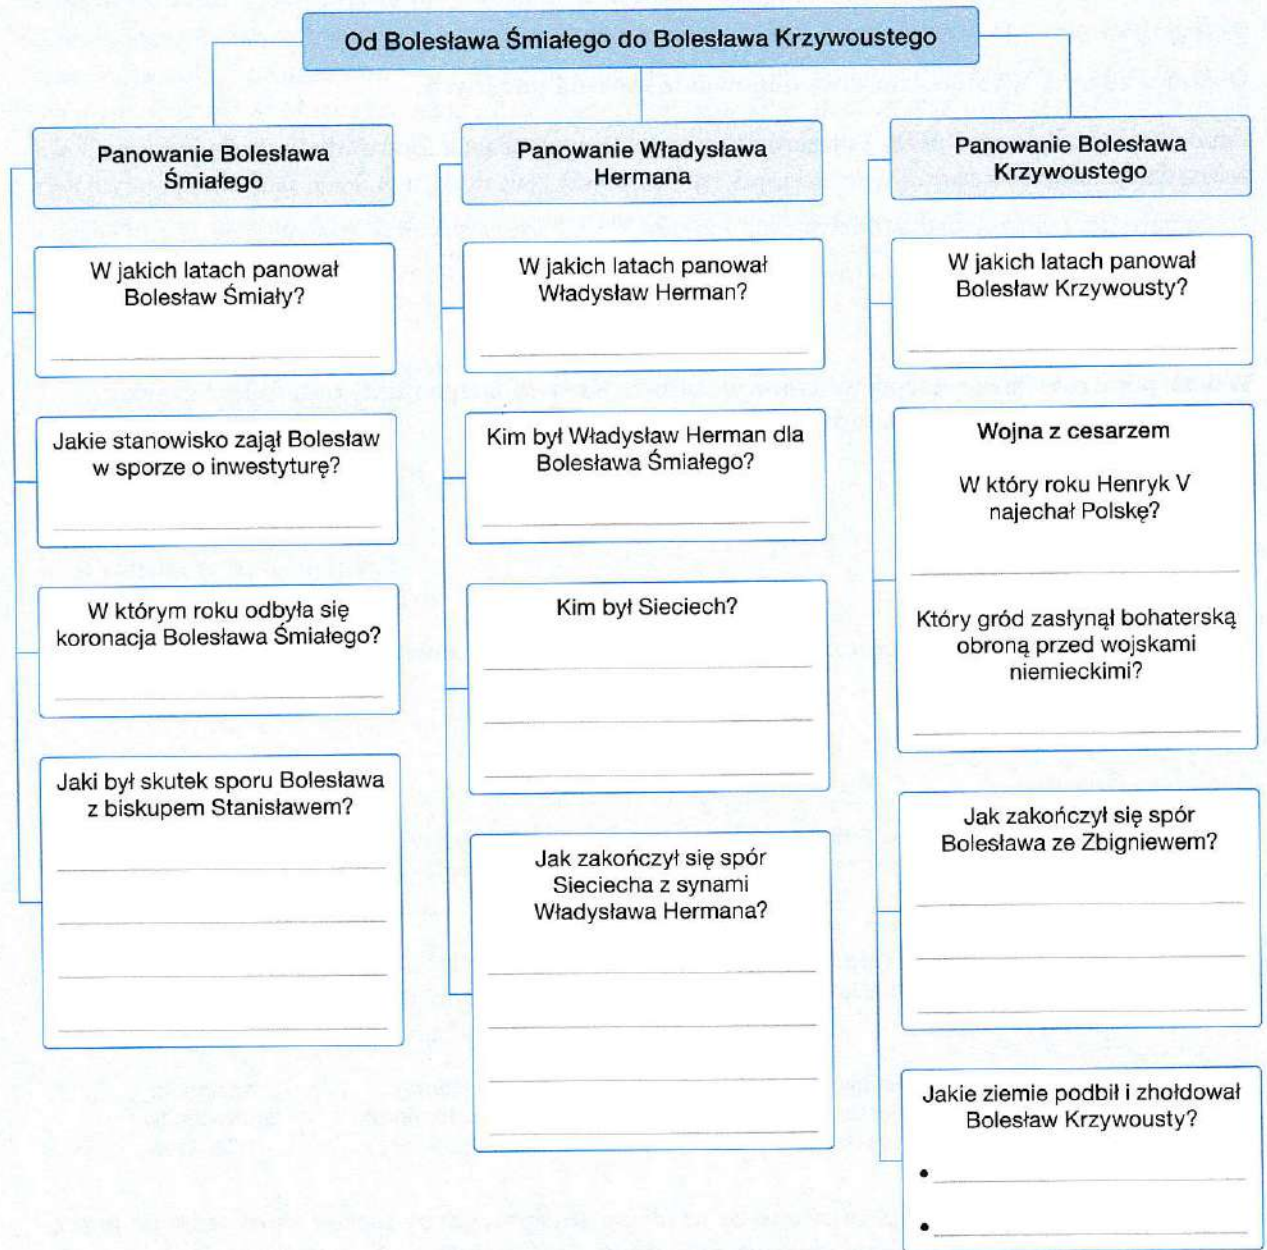 Od Bolesława Śmiałego do Bolesława Krzywoustego
Panowanie Bolesława
Śmiałego
W jakich latach panował
Bolesław Śmiały?
Jakie stanowisko zajął Bolesław
w sporze o inwestyturę?
W którym roku odbyła się
koronacja Bolesława Śmiałego?
Jaki był skutek sporu Bolesława
z biskupem Stanisławem?
Panowanie Władysława
Hermana
W jakich latach panował
Władysław Herman?
Kim był Władysław Herman dla
Bolesława Śmiałego?
Kim był Sieciech?
Jak zakończył się spór
Sieciecha z synami
Władysława Hermana?
Panowanie Bolesława
Krzywoustego
W jakich latach panował
Bolesław Krzywousty?
Wojna z cesarzem
W który roku Henryk V
najechał Polskę?
Który gród zasłynął bohaterską
obroną przed wojskami
niemieckimi?
Jak zakończył się spór
Bolesława ze Zbigniewem?
Jakie ziemie podbił i zhołdował
Bolesław Krzywousty?
•
•